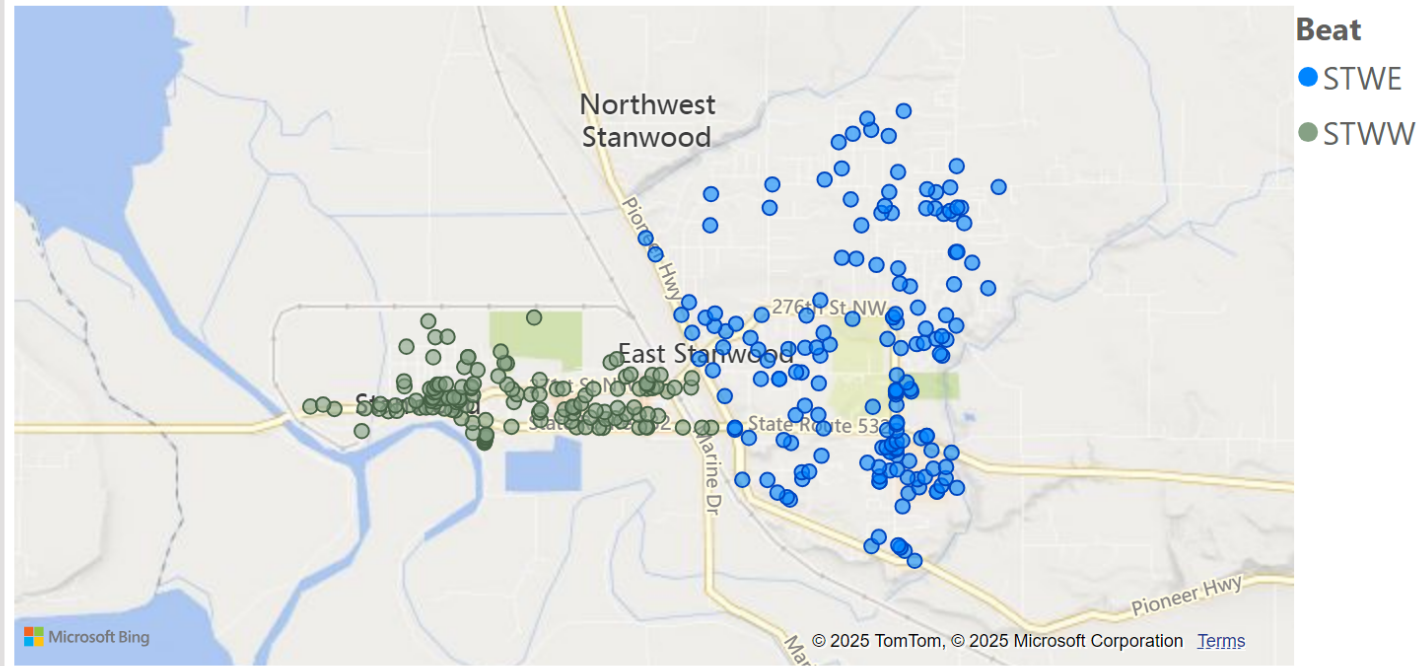 Beat
STWE
STWW
Northwest
Stanwood
Pioneer Hwy
276th St NW
East Stanwood
State Route 532
Marine Dr
Pioneer Hwy
Microsoft Bing
© 2025 TomTom, © 2025 Microsoft Corporation Terms